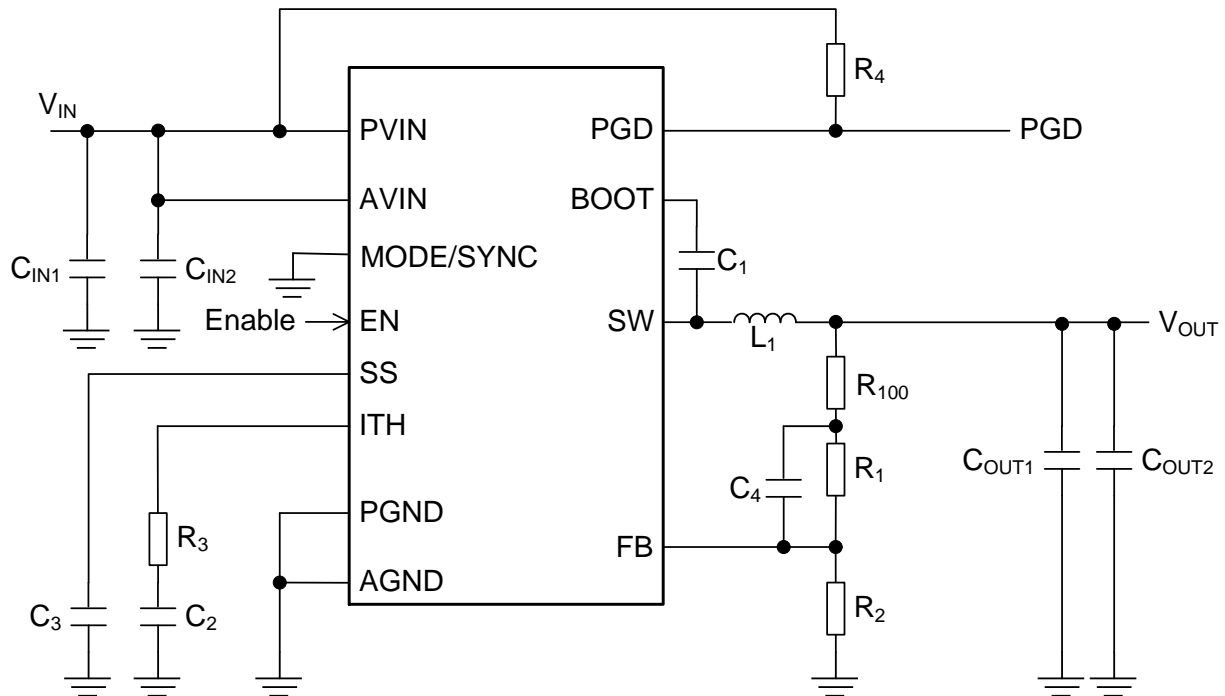 R4
VIN
PVIN
PGD
PGD
AVIN
BOOT
MODE/SYNC
CIN1
CIN2
C1
Enable
EN
SW
L1
VOUT
SS
R100
ITH
R1
COUT1
COUT2
C4
PGND
R3
FB
AGND
C3
C2
R2